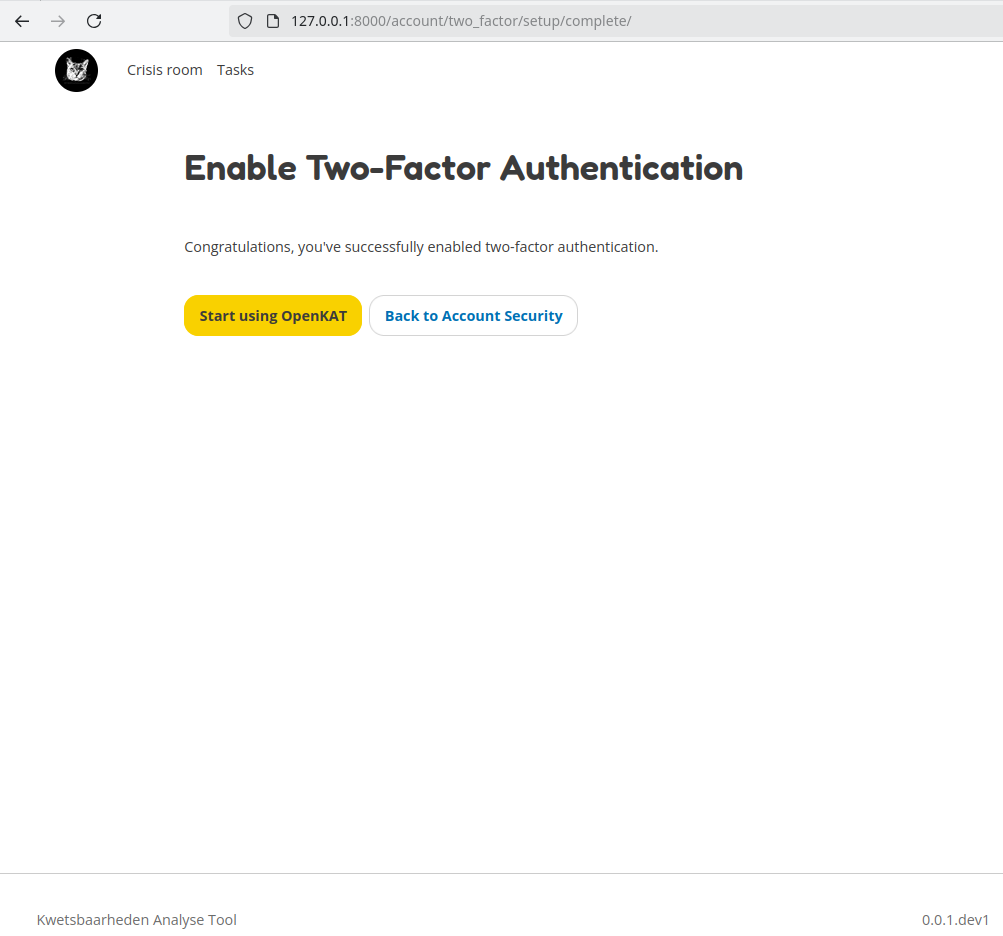 127.0.0.1:8000/account/two_factor/setup/complete/
Crisis room Tasks
Enable Two-Factor Authentication
Congratulations, you've successfully enabled two-factor authentication.
Start using OpenKAT Back to Account Security
Kwetsbaarheden Analyse Tool 0.0.1.dev1